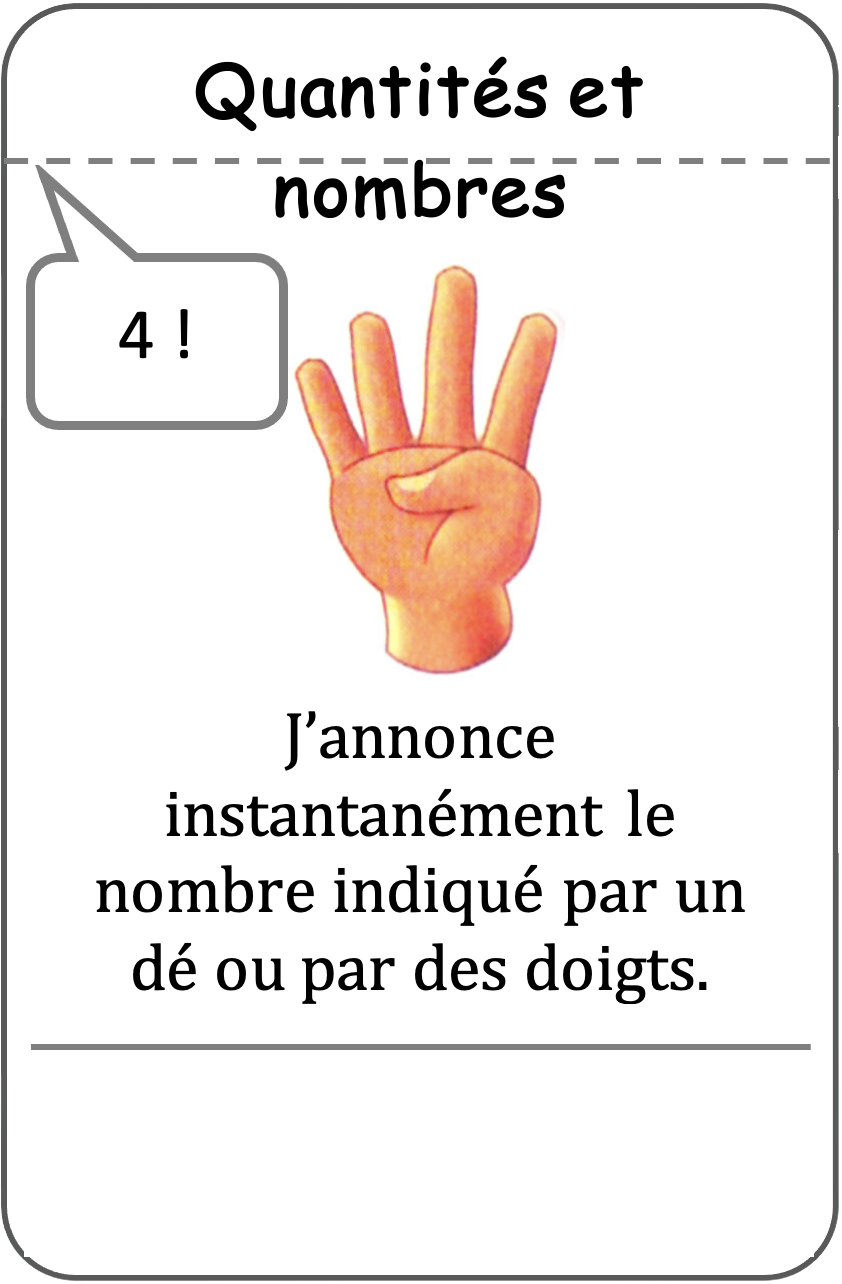 Quantités et
nombres
4 !
J’annonce
instantanément le
nombre indiqué par un
dé ou par des doigts.